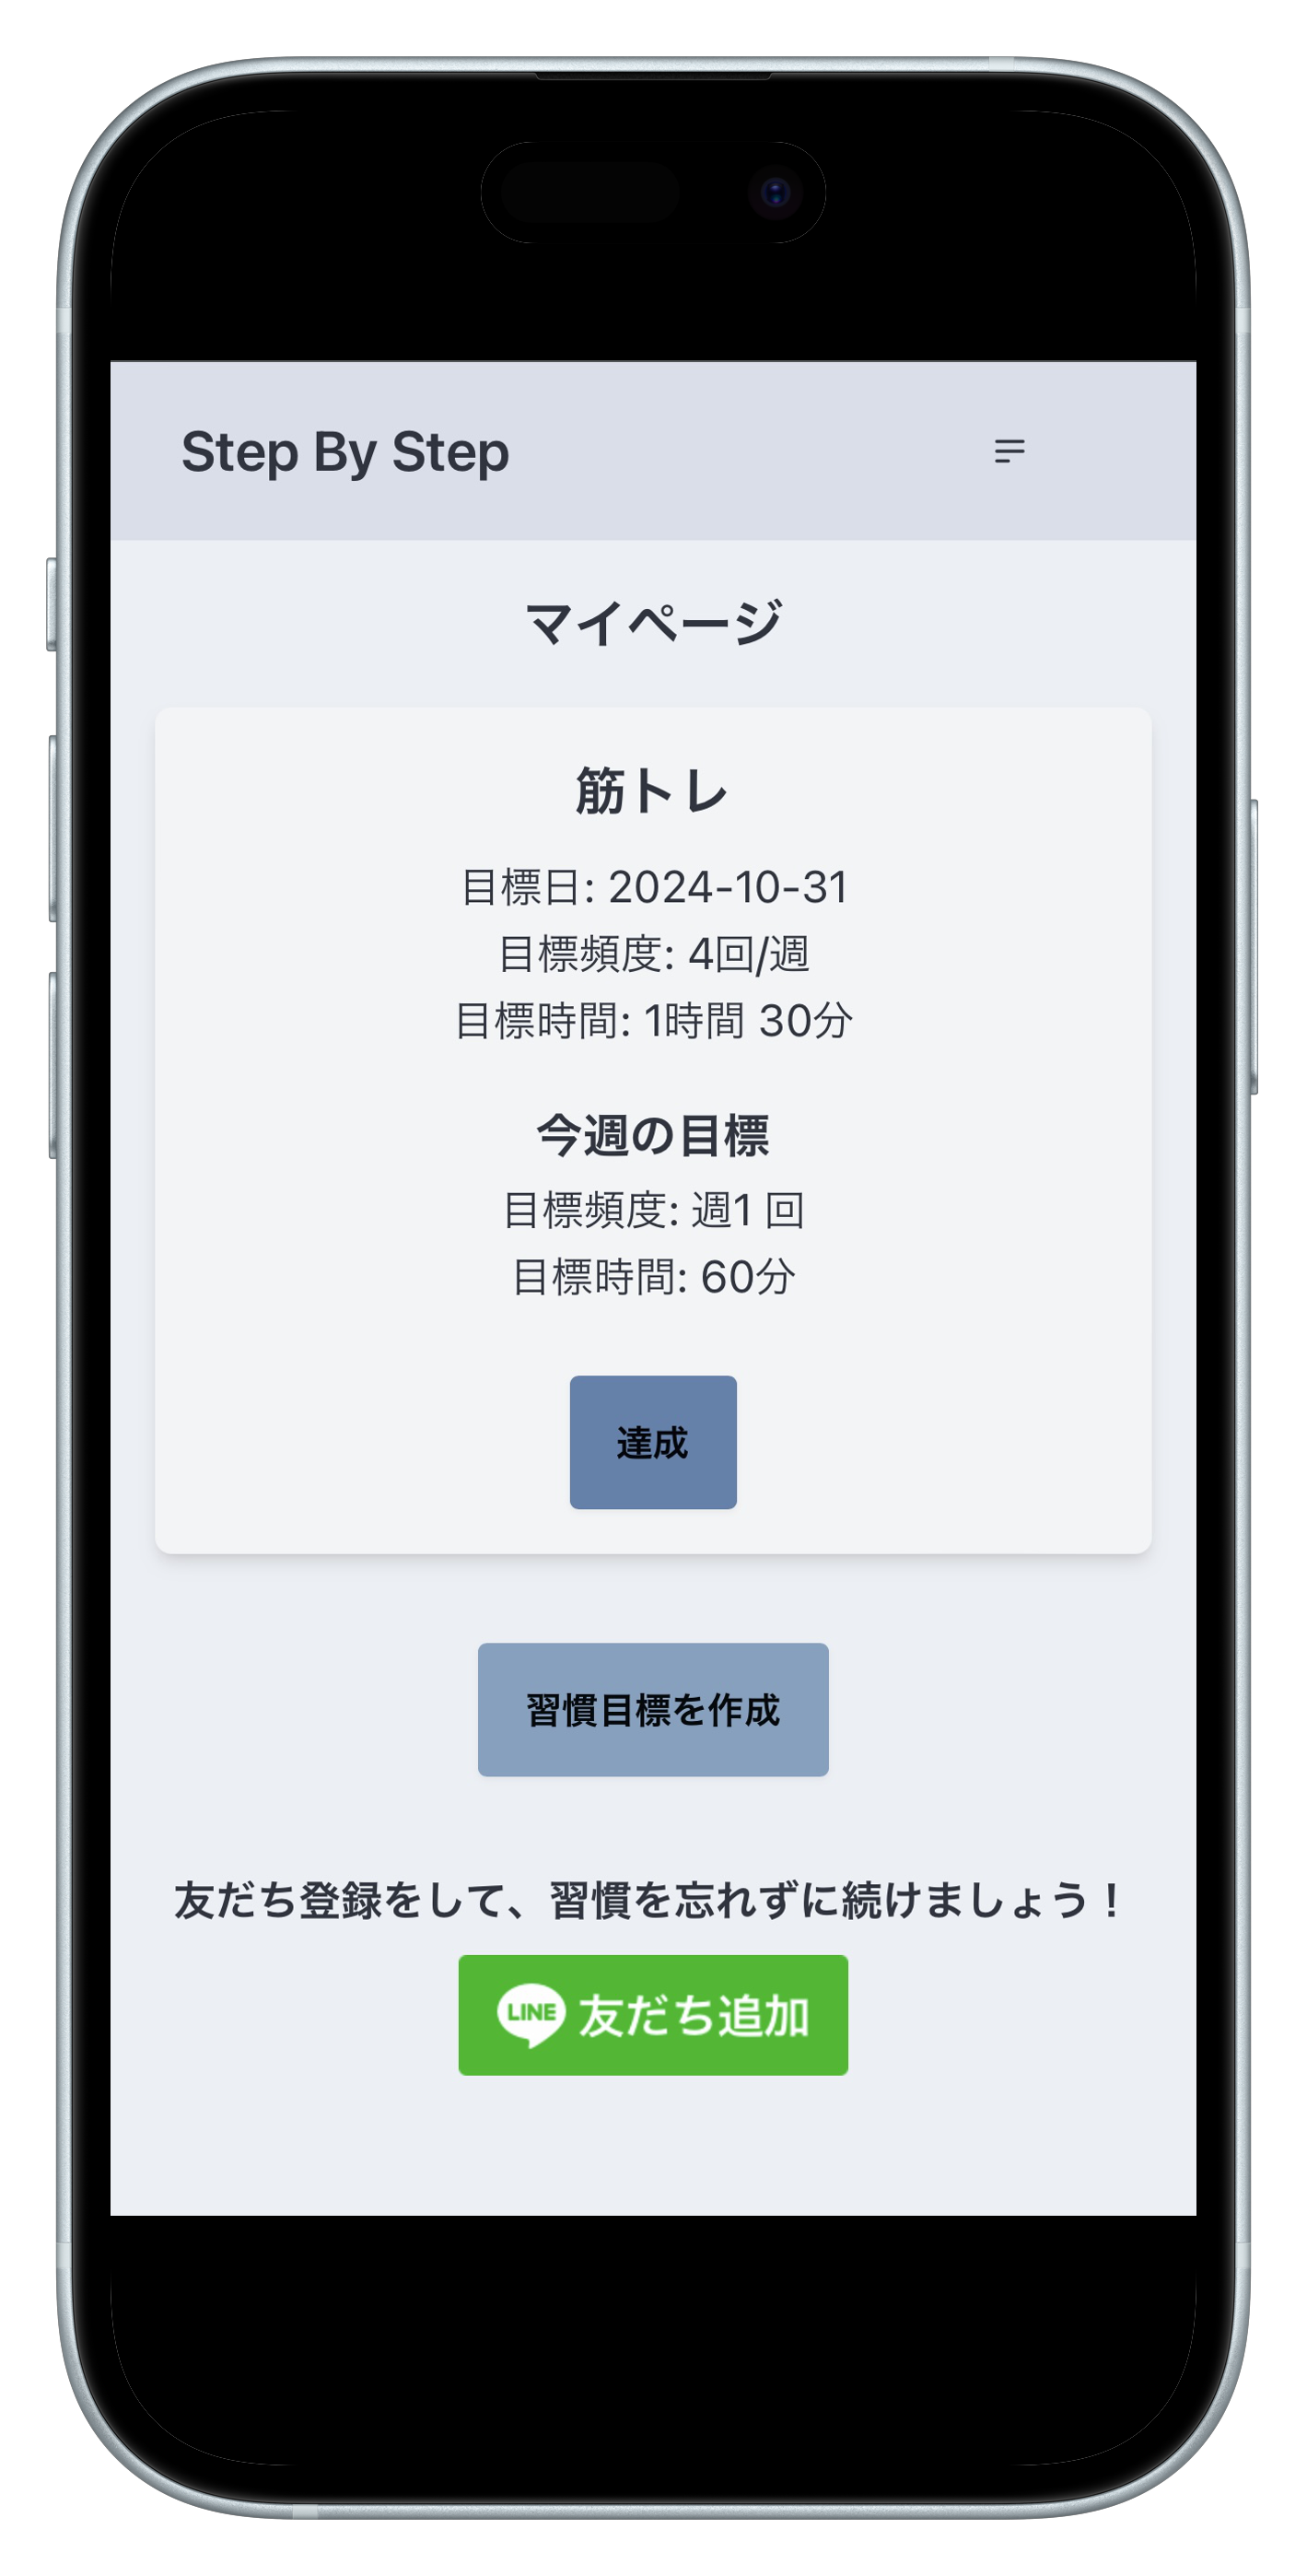 Step By Step
マイページ
筋トレ
目標日: 2024-10-31
目標頻度: 4回/週
目標時間: 1時間 30分
今週の目標
目標頻度: 週1 回
目標時間: 60分
達成
習慣目標を作成
友だち登録をして、習慣を忘れずに続けましょう！
LINE 友だち追加